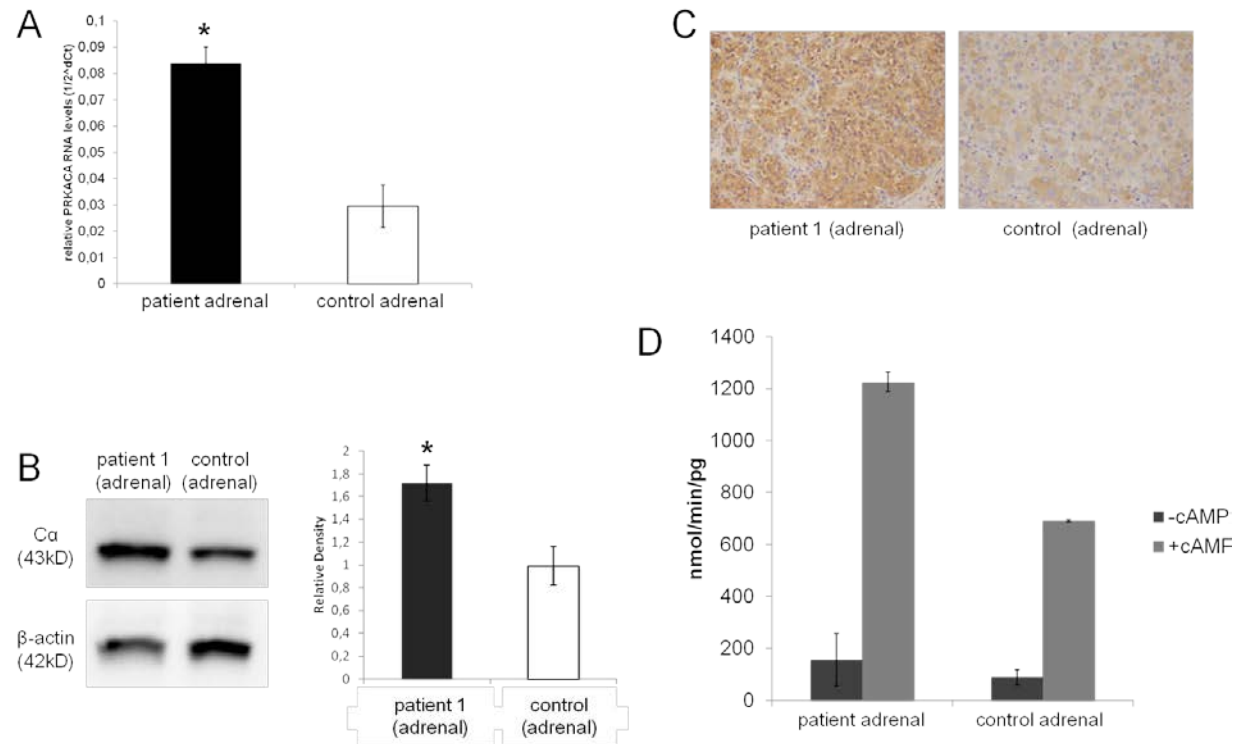 A
relative PRKACA RNA levels (1/2^dCt)
0,1
0,09
0,08
0,07
0,06
0,05
0,04
0,03
0,02
0,01
0
*
patient adrenal
control adrenal
B
patient 1
(adrenal)
control
(adrenal)
Cα
(43kD)
β-actin
(42kD)
Relative Density
2
1,8
1,6
1,4
1,2
1
0,8
0,6
0,4
0,2
0
*
patient 1
(adrenal)
control
(adrenal)
C
patient 1 (adrenal)
control (adrenal)
D
nmol/min/pg
1400
1200
1000
800
600
400
200
0
patient adrenal
control adrenal
-cAMP
+cAMF